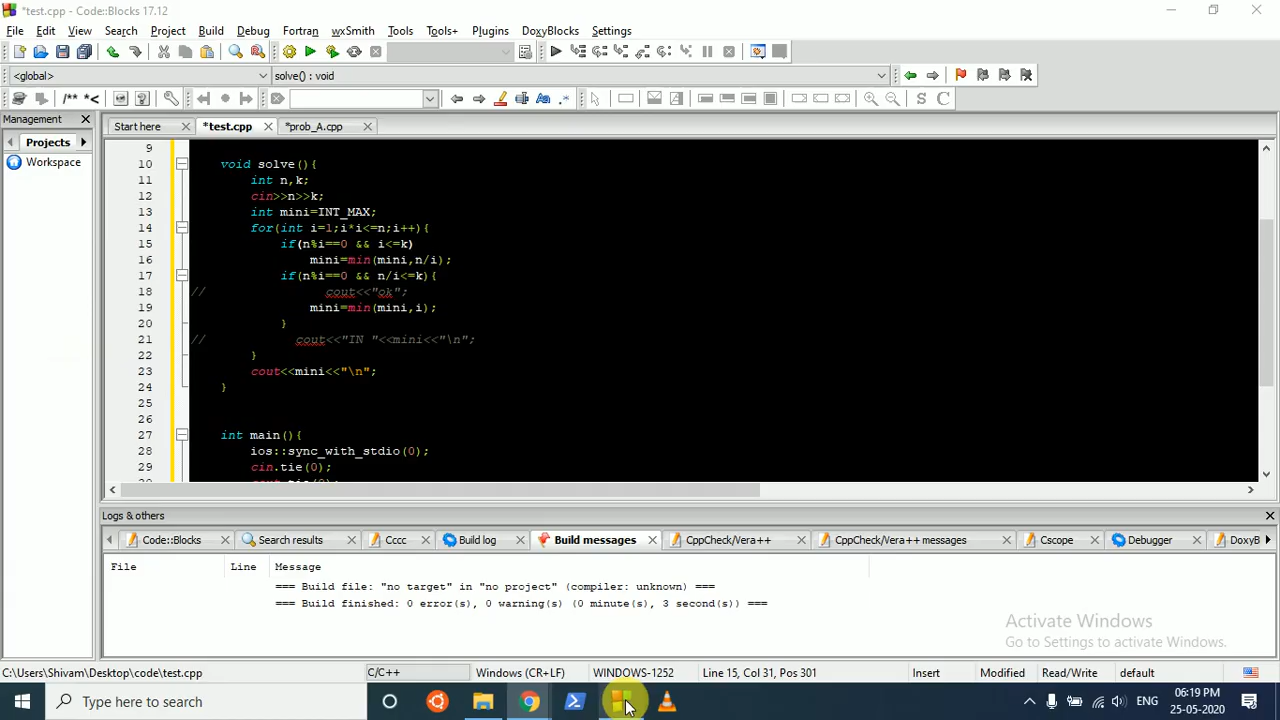 *test.cpp - Code::Blocks 17.12
File Edit View Search Project Build Debug Fortran wxSmith Tools Tools+ Plugins DoxyBlocks Settings
<global> solve() : void
/** *< S C
Management Start here *test.cpp *prob_A.cpp
Projects
Workspace
9
10 void solve(){
11 int n,k;
12 cin>>n>>k;
13 int mini=INT_MAX;
14 for(int i=1;i*i<=n;i++){
15 if(n%i==0 && i<=k)
16 mini=min(mini,n/i);
17 if(n%i==0 && n/i<=k){
18 // cout<<"ok";
19 mini=min(mini,i);
20 }
21 // cout<<"IN "<<mini<<"\n";
22 }
23 cout<<mini<<"\n";
24 }
25
26
27 int main(){
28 ios::sync_with_stdio(0);
29 cin.tie(0);
Logs & others
Code::Blocks Search results Cccc Build log Build messages CppCheck/Vera++ CppCheck/Vera++ messages Cscope Debugger DoxyB
File Line Message
=== Build file: "no target" in "no project" (compiler: unknown) ===
=== Build finished: 0 error(s), 0 warning(s) (0 minute(s), 3 second(s)) ===
Activate Windows
Go to Settings to activate Windows.
C:\Users\Shivam\Desktop\code\test.cpp C/C++ Windows (CR+LF) WINDOWS-1252 Line 15, Col 31, Pos 301 Insert Modified Read/Write default
Type here to search ENG 06:19 PM
25-05-2020